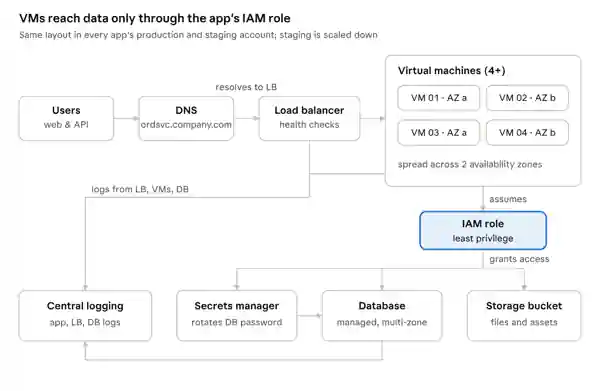 VMs reach data only through the app's IAM role
Same layout in every app's production and staging account; staging is scaled down
Users
web & API
DNS
ordsvc.company.com
resolves to LB
Load balancer
health checks
Virtual machines (4+)
VM 01 · AZ a
VM 02 · AZ b
VM 03 · AZ a
VM 04 · AZ b
spread across 2 availability zones
logs from LB, VMs, DB
assumes
IAM role
least privilege
grants access
Central logging
app, LB, DB logs
Secrets manager
rotates DB password
Database
managed, multi-zone
Storage bucket
files and assets